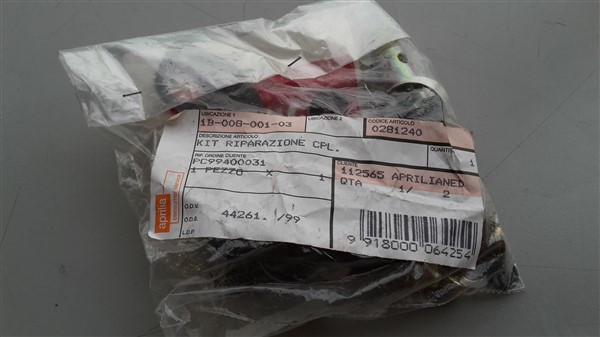 UBICAZIONE 1
UBICAZIONE 2
CODICE ARTICOLO
1B-008-001-03
0281240
DESCRIZIONE ARTICOLO
QUANTITÀ
KIT RIPARAZIONE CPL.
1
RIF. ORDINE CLIENTE
CLIENTE
PC99400031
112565 APRILIANED
1 PEZZO X 1
QTA 1/ 2
aprilia
O.D.V.
O.D.S.
44261. /99
L.D.P.
9 918000 064254